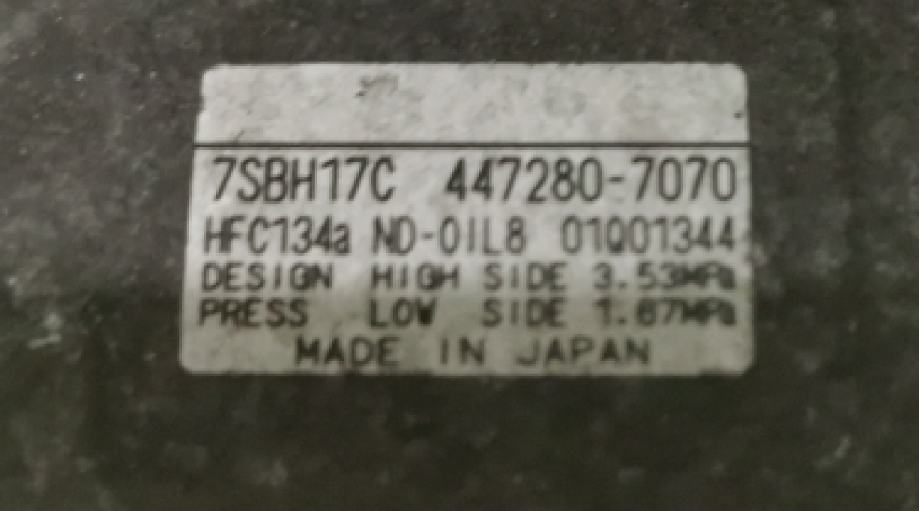 7SBH17C 447280-7070
HFC134a ND-OIL8 01Q01344
DESIGN HIGH SIDE 3.53MPa
PRESS LOW SIDE 1.67MPa
MADE IN JAPAN